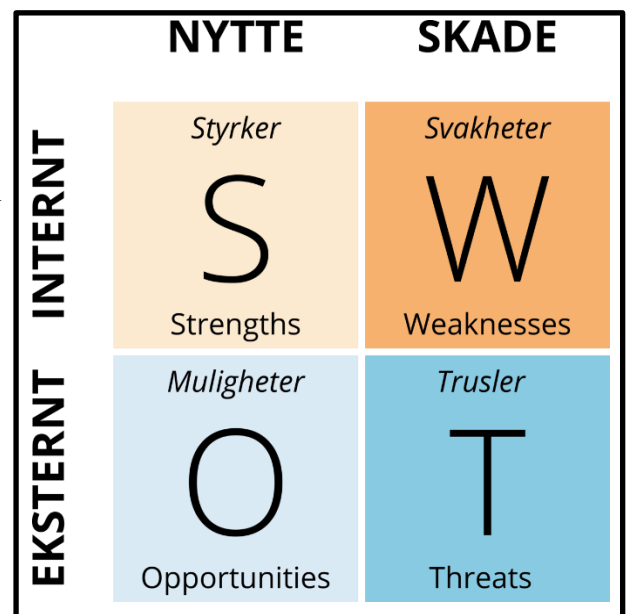 NYTTE SKADE
INTERNT
Styrker
S
Strengths
Svakheter
W
Weaknesses
EKSTERNT
Muligheter
O
Opportunities
Trusler
T
Threats